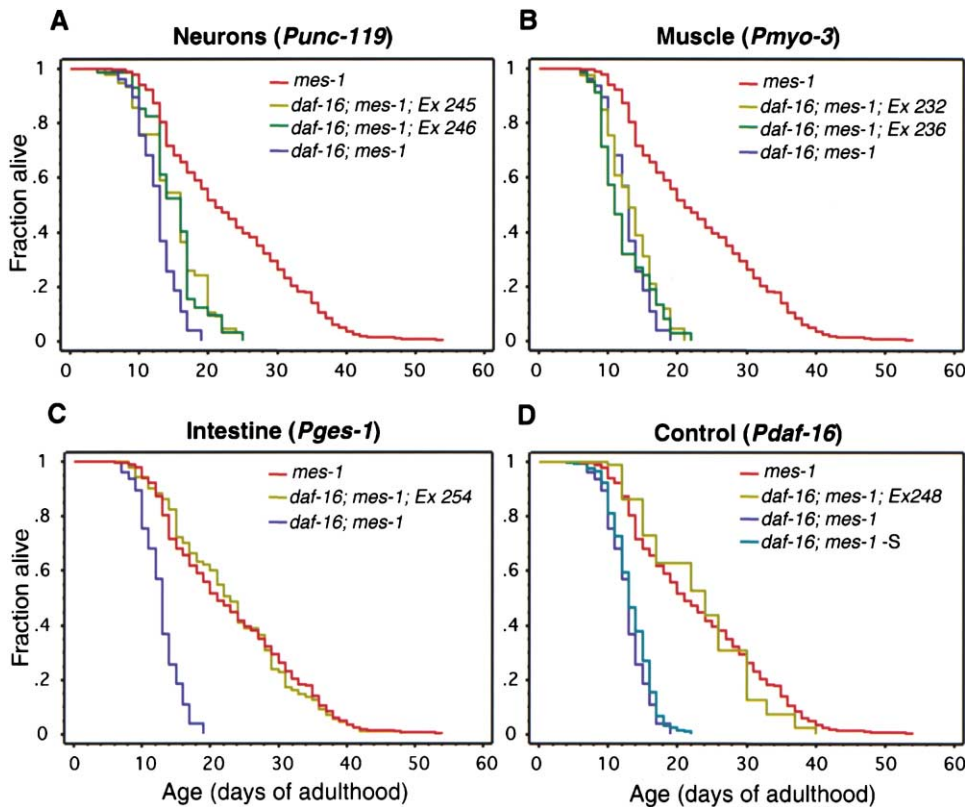 A
Neurons (Punc-119)
1
.8
.6
.4
.2
0
Fraction alive
mes-1
daf-16; mes-1; Ex 245
daf-16; mes-1; Ex 246
daf-16; mes-1
0 10 20 30 40 50 60
B
Muscle (Pmyo-3)
1
.8
.6
.4
.2
0
mes-1
daf-16; mes-1; Ex 232
daf-16; mes-1; Ex 236
daf-16; mes-1
0 10 20 30 40 50 60
C
Intestine (Pges-1)
1
.8
.6
.4
.2
0
Fraction alive
mes-1
daf-16; mes-1; Ex 254
daf-16; mes-1
0 10 20 30 40 50 60
Age (days of adulthood)
D
Control (Pdaf-16)
1
.8
.6
.4
.2
0
mes-1
daf-16; mes-1; Ex248
daf-16; mes-1
daf-16; mes-1 -S
0 10 20 30 40 50 60
Age (days of adulthood)